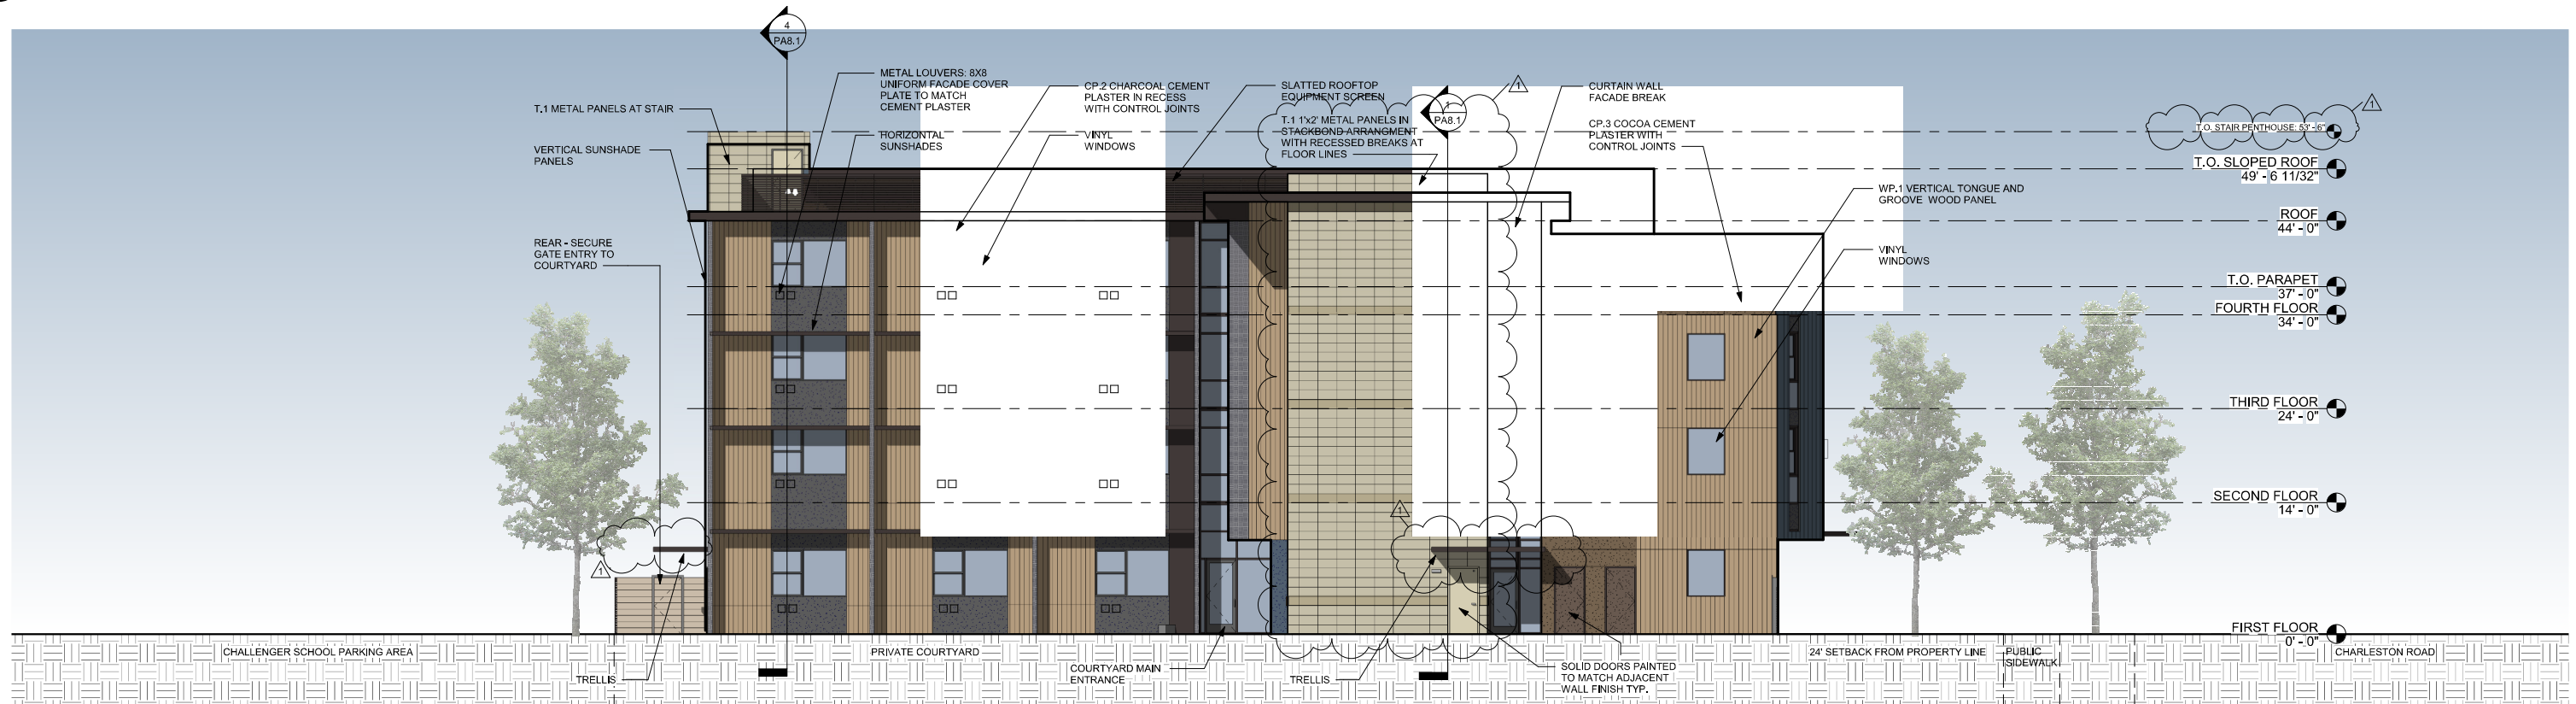 4
PA8.1
METAL LOUVERS: 8X8
UNIFORM FACADE COVER
PLATE TO MATCH
CEMENT PLASTER
CP.2 CHARCOAL CEMENT
PLASTER IN RECESS
WITH CONTROL JOINTS
SLATTED ROOFTOP
EQUIPMENT SCREEN
1
CURTAIN WALL
FACADE BREAK
T.1 METAL PANELS AT STAIR
1
PA8.1
T.1 1'x2' METAL PANELS IN
STACKBOND ARRANGMENT
WITH RECESSED BREAKS AT
FLOOR LINES
CP.3 COCOA CEMENT
PLASTER WITH
CONTROL JOINTS
1
T.O. STAIR PENTHOUSE: 53' - 6"
HORIZONTAL
SUNSHADES
VINYL
WINDOWS
VERTICAL SUNSHADE
PANELS
T.O. SLOPED ROOF
49' - 6 11/32"
WP.1 VERTICAL TONGUE AND
GROOVE WOOD PANEL
ROOF
44' - 0"
REAR - SECURE
GATE ENTRY TO
COURTYARD
VINYL
WINDOWS
T.O. PARAPET
37' - 0"
FOURTH FLOOR
34' - 0"
THIRD FLOOR
24' - 0"
SECOND FLOOR
14' - 0"
1
1
FIRST FLOOR
0' - 0"
CHALLENGER SCHOOL PARKING AREA
PRIVATE COURTYARD
24' SETBACK FROM PROPERTY LINE
PUBLIC
SIDEWALK
CHARLESTON ROAD
TRELLIS
COURTYARD MAIN
ENTRANCE
TRELLIS
SOLID DOORS PAINTED
TO MATCH ADJACENT
WALL FINISH TYP.